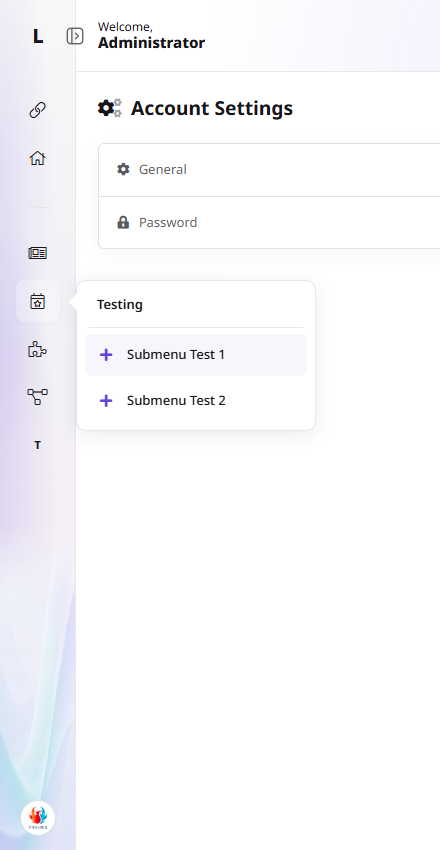 L
Welcome,
Administrator
Account Settings
General
Password
Testing
Submenu Test 1
Submenu Test 2
T